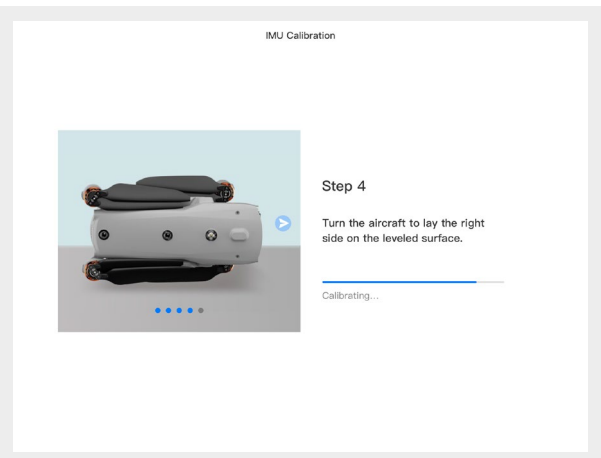 IMU Calibration
Step 4
Turn the aircraft to lay the right
side on the leveled surface.
Calibrating...